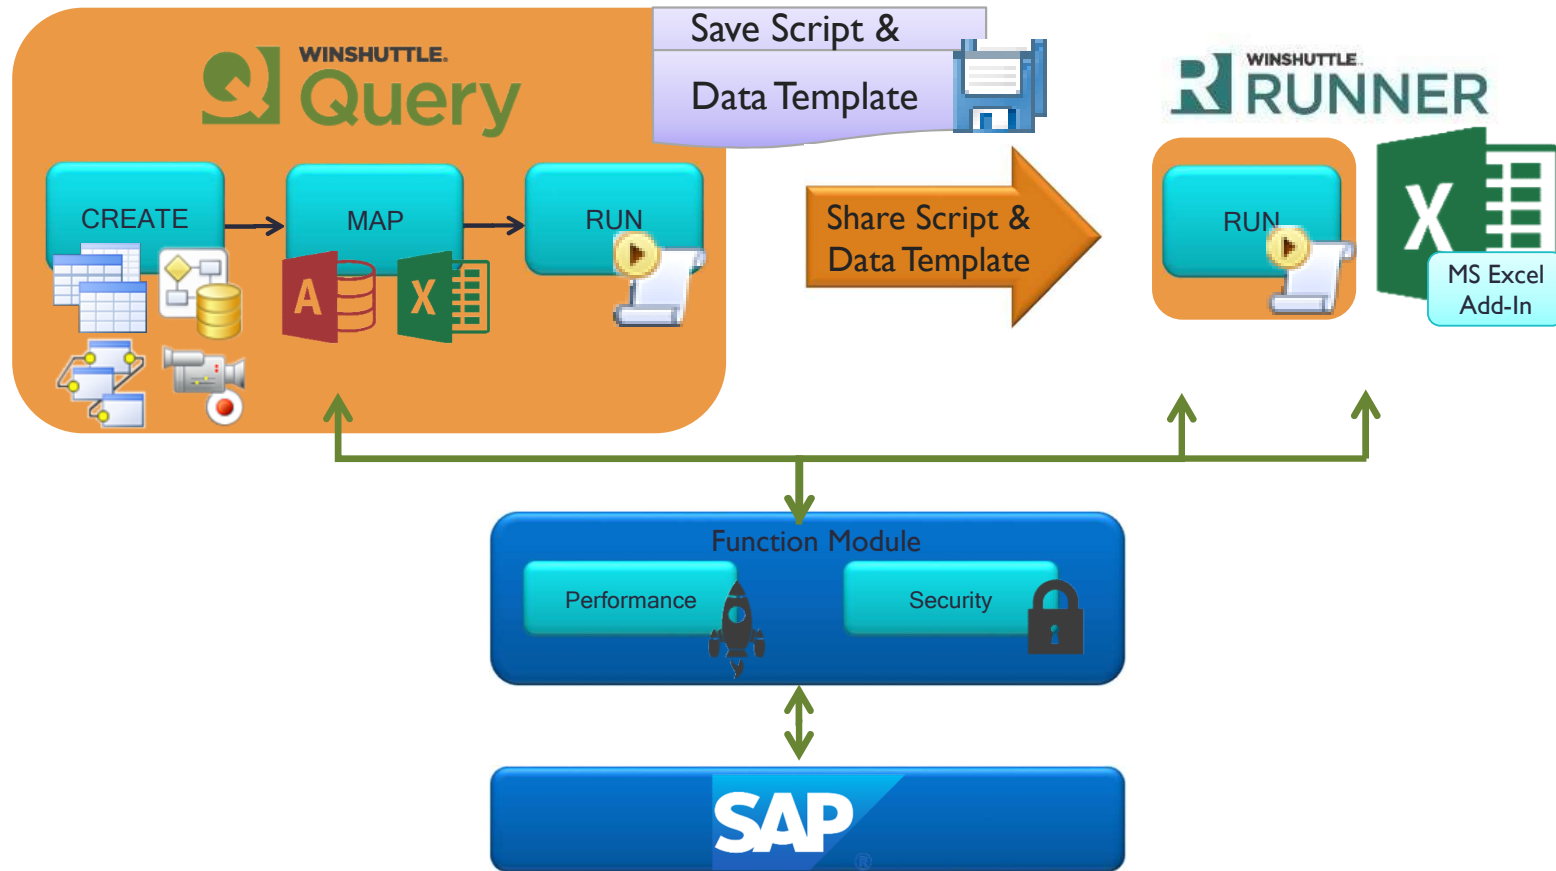 WINSHUTTLE.
Query
Save Script &
Data Template
WINSHUTTLE.
RUNNER
CREATE
MAP
RUN
A
X
Share Script &
Data Template
RUN
X
MS Excel
Add-In
Function Module
Performance
Security
SAP
®